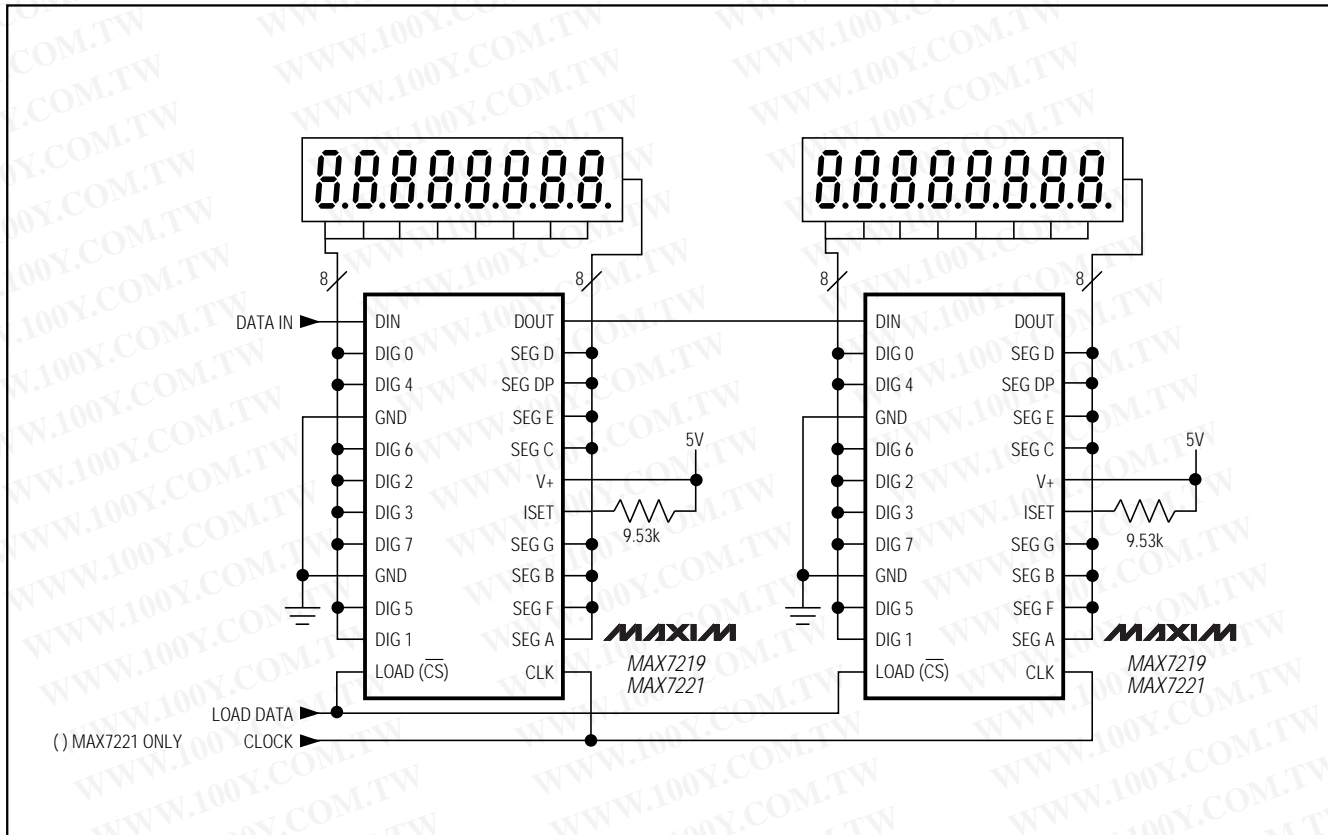 8.8.8.8.8.8.8.8.
8.8.8.8.8.8.8.8.
8
8
8
8
DATA IN
DIN
DOUT
DIG 0
SEG D
DIG 4
SEG DP
GND
SEG E
DIG 6
SEG C
DIG 2
V+
DIG 3
ISET
DIG 7
SEG G
GND
SEG B
DIG 5
SEG F
DIG 1
SEG A
LOAD (C̅S̅)
CLK
5V
9.53k
MAXIM
MAX7219
MAX7221
DIN
DOUT
DIG 0
SEG D
DIG 4
SEG DP
GND
SEG E
DIG 6
SEG C
DIG 2
V+
DIG 3
ISET
DIG 7
SEG G
GND
SEG B
DIG 5
SEG F
DIG 1
SEG A
LOAD (C̅S̅)
CLK
5V
9.53k
MAXIM
MAX7219
MAX7221
LOAD DATA
( ) MAX7221 ONLY
CLOCK
WWW.100Y.COM.TW